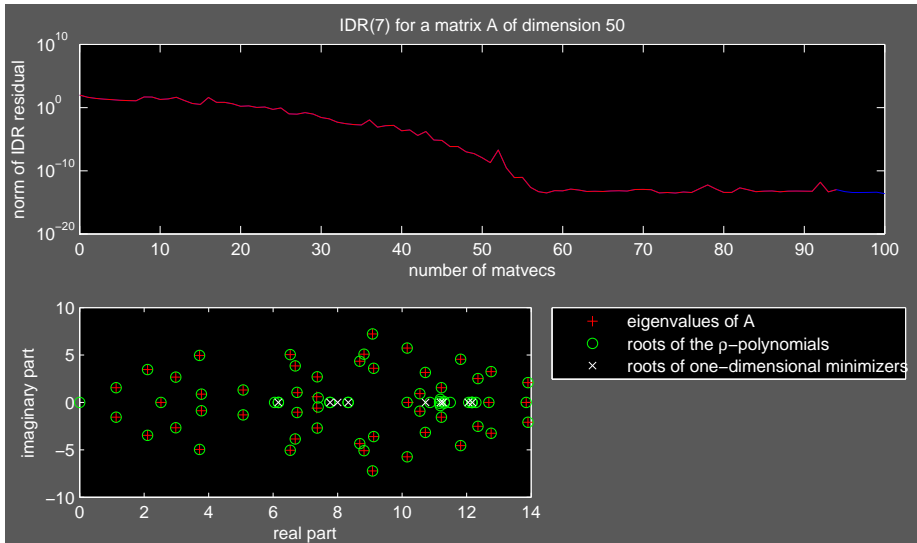 IDR(7) for a matrix A of dimension 50
norm of IDR residual
10^10
10^0
10^−10
10^−20
0 10 20 30 40 50 60 70 80 90 100
number of matvecs
imaginary part
10
5
0
−5
−10
0 2 4 6 8 10 12 14
real part
eigenvalues of A
roots of the ρ−polynomials
roots of one−dimensional minimizers